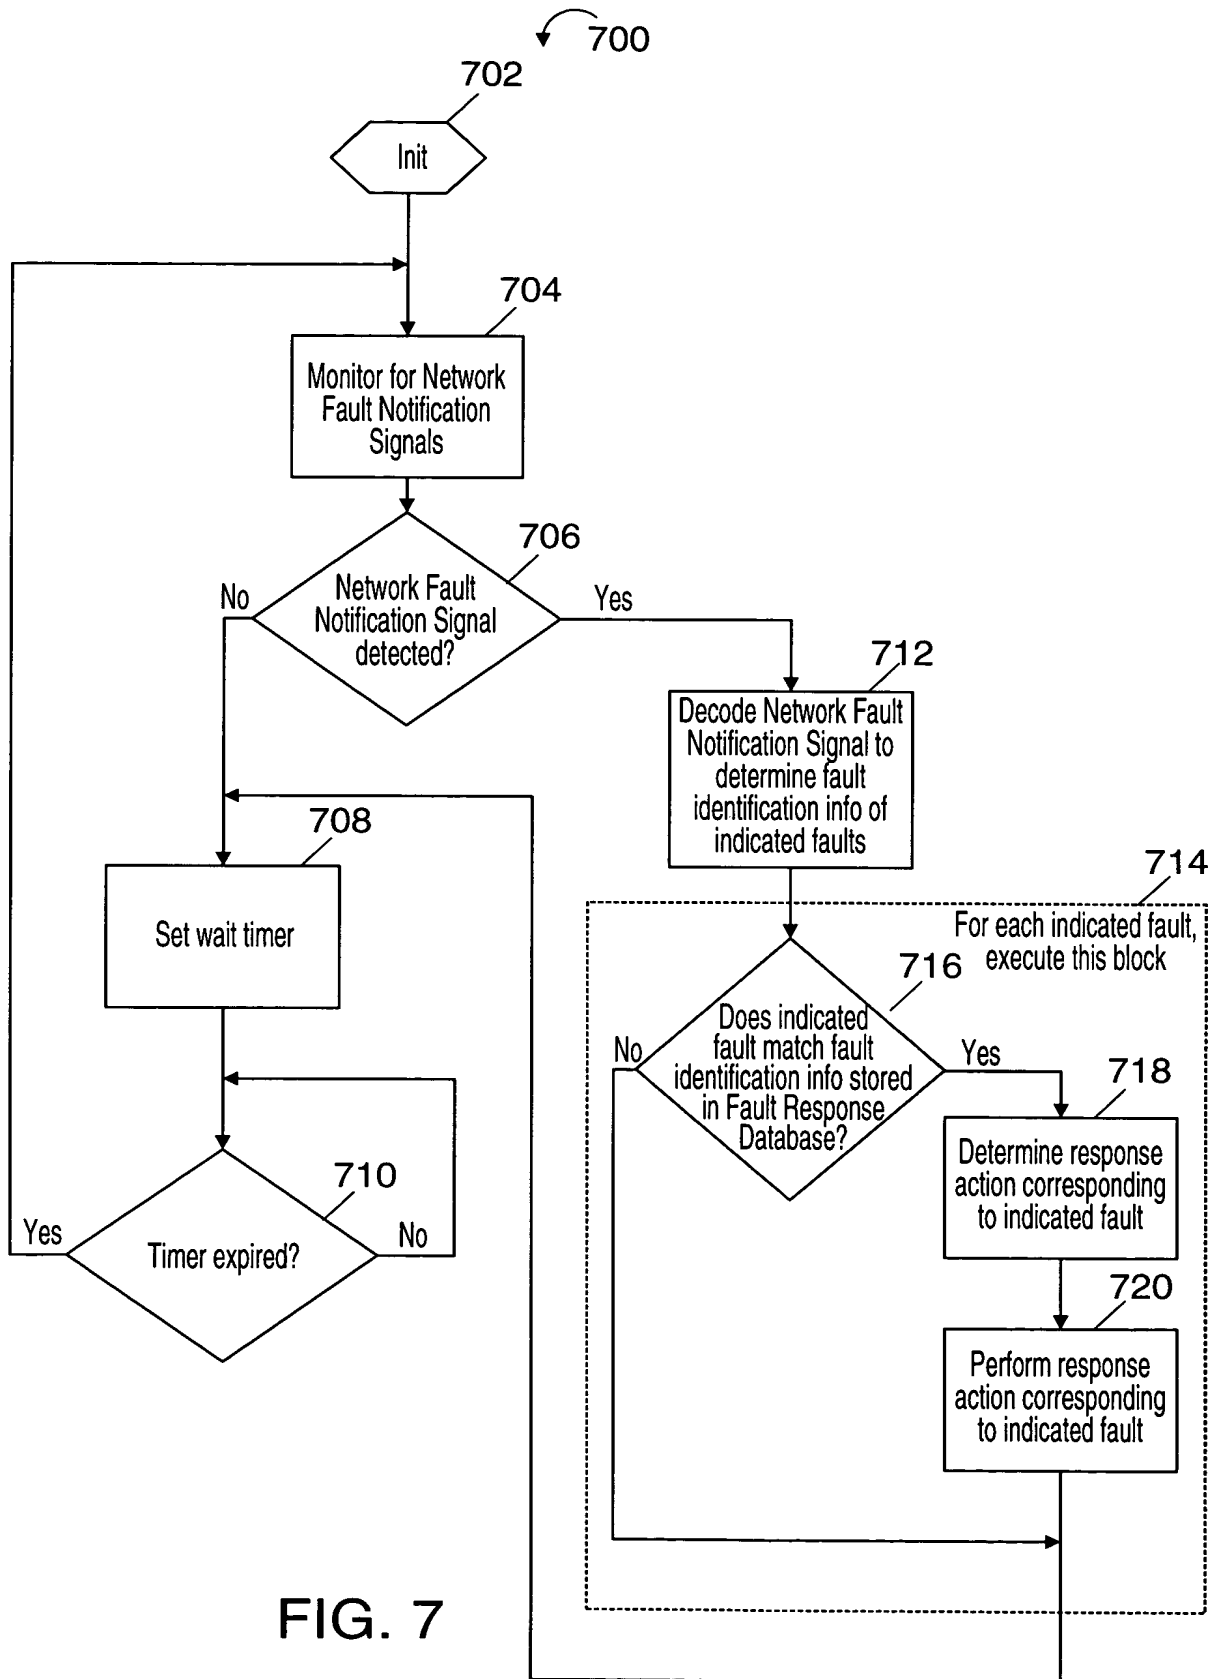 700
702
Init
704
Monitor for Network
Fault Notification
Signals
706
No
Network Fault
Notification Signal
detected?
Yes
712
Decode Network Fault
Notification Signal to
determine fault
identification info of
indicated faults
708
Set wait timer
714
For each indicated fault,
execute this block
716
No
Does indicated
fault match fault
identification info stored
in Fault Response
Database?
Yes
718
Determine response
action corresponding
to indicated fault
710
Yes
Timer expired?
No
720
Perform response
action corresponding
to indicated fault
FIG. 7